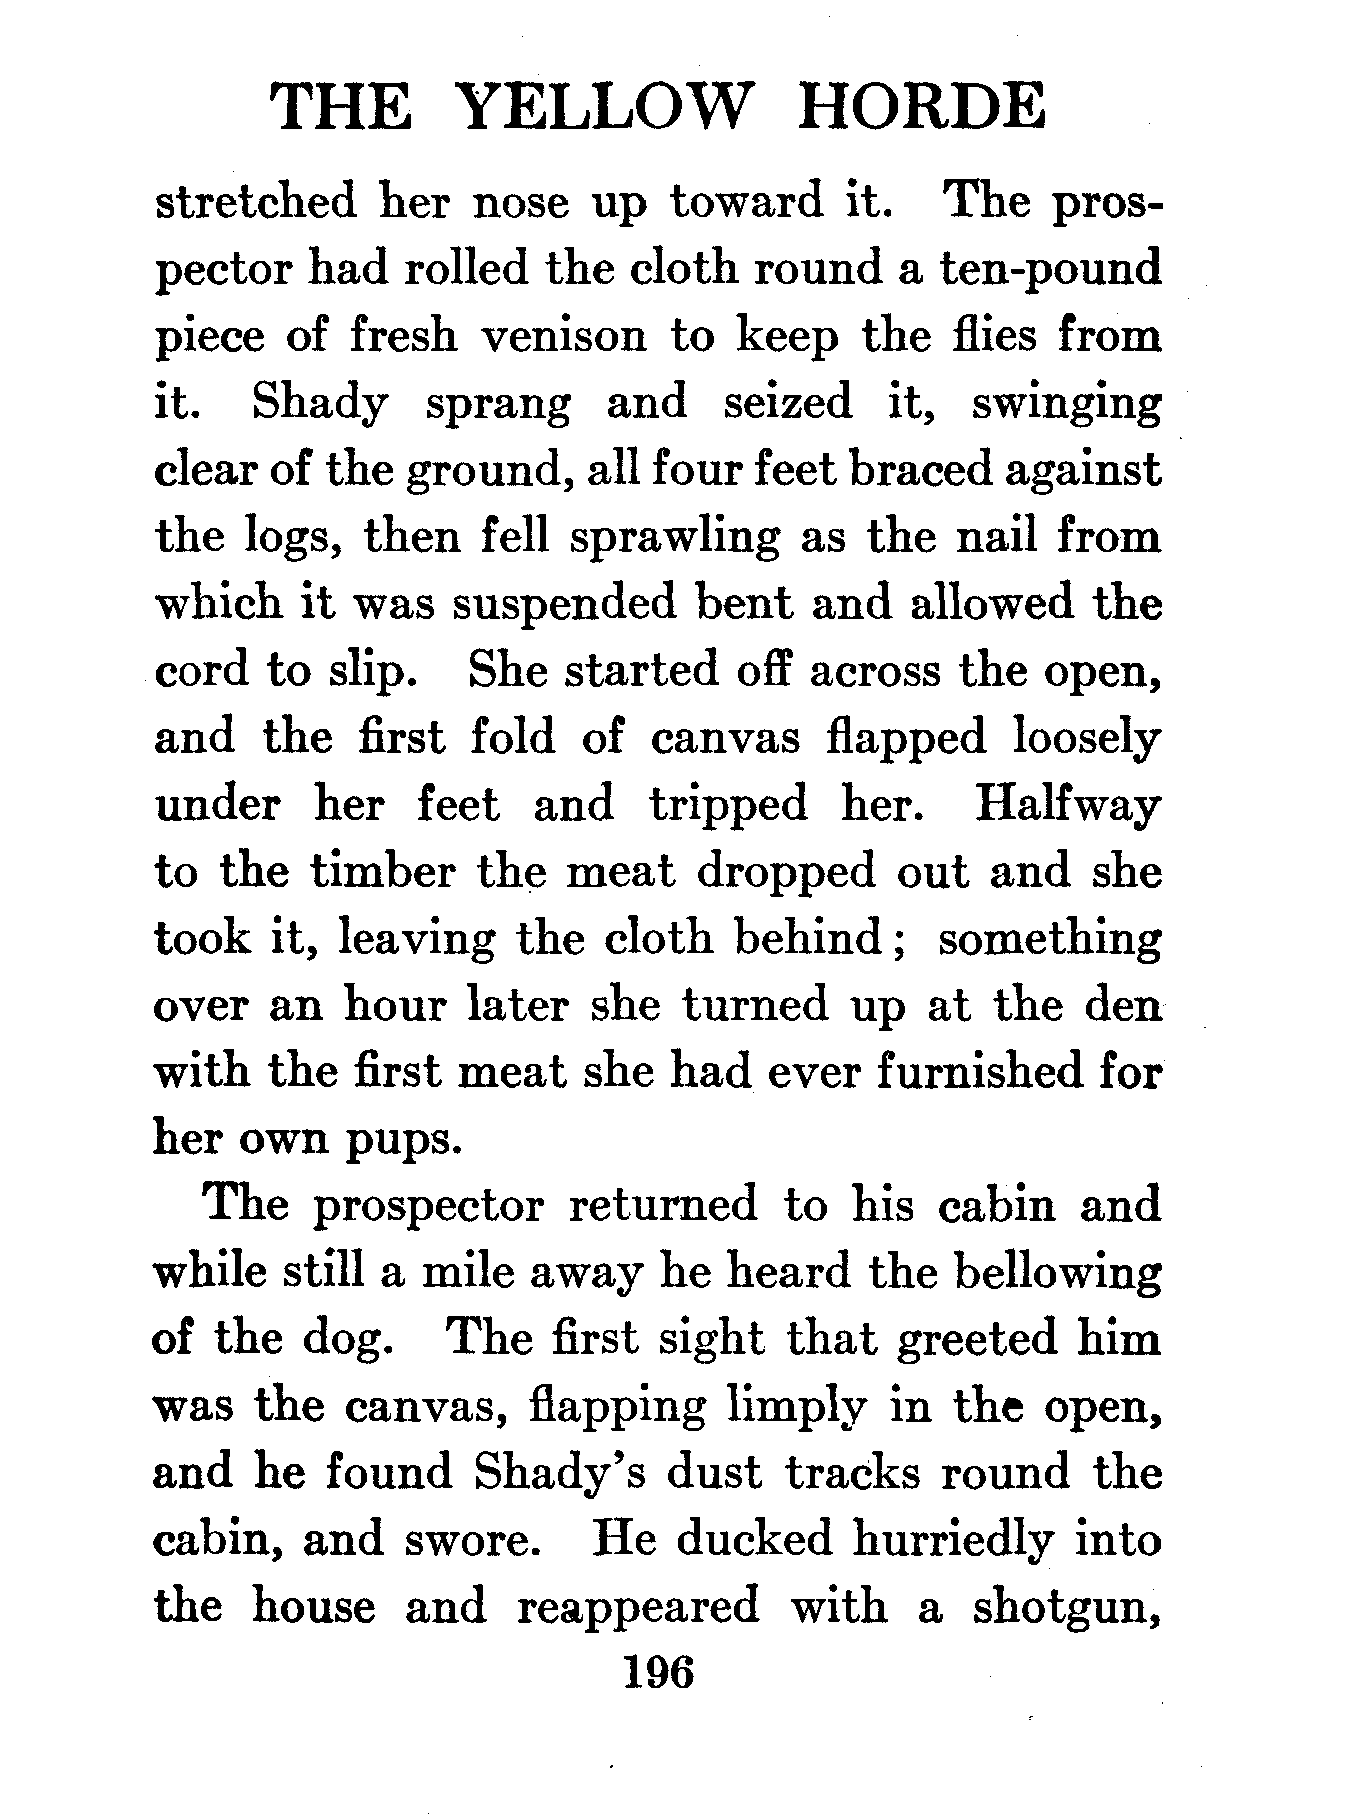 THE YELLOW HORDE
stretched her nose up toward it. The pros-
pector had rolled the cloth round a ten-pound
piece of fresh venison to keep the flies from
it. Shady sprang and seized it, swinging
clear of the ground, all four feet braced against
the logs, then fell sprawling as the nail from
which it was suspended bent and allowed the
cord to slip. She started off across the open,
and the first fold of canvas flapped loosely
under her feet and tripped her. Halfway
to the timber the meat dropped out and she
took it, leaving the cloth behind; something
over an hour later she turned up at the den
with the first meat she had ever furnished for
her own pups.
The prospector returned to his cabin and
while still a mile away he heard the bellowing
of the dog. The first sight that greeted him
was the canvas, flapping limply in the open,
and he found Shady's dust tracks round the
cabin, and swore. He ducked hurriedly into
the house and reappeared with a shotgun,
196